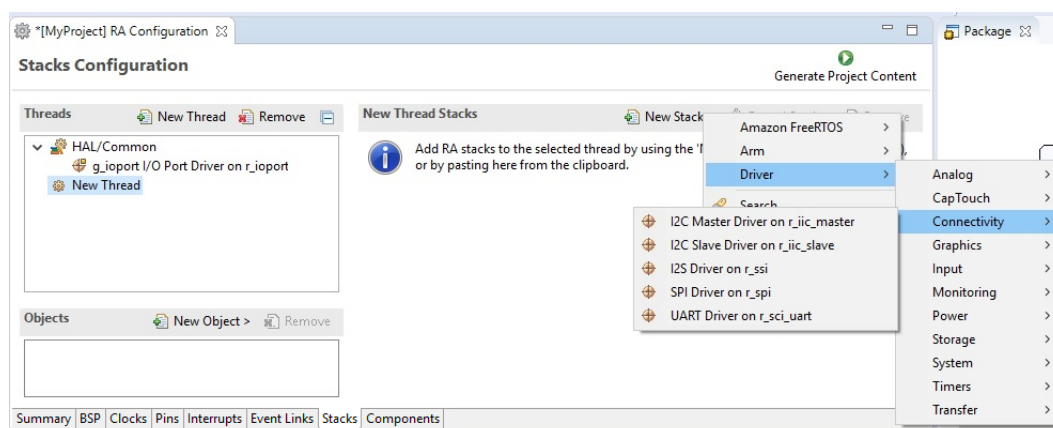 *[MyProject] RA Configuration
Package
Stacks Configuration
Generate Project Content
Threads
New Thread
Remove
HAL/Common
g_ioport I/O Port Driver on r_ioport
New Thread
New Thread Stacks
New Stack
Add RA stacks to the selected thread by using the
or by pasting here from the clipboard.
Amazon FreeRTOS
Arm
Driver
Search
Analog
CapTouch
Connectivity
Graphics
Input
Monitoring
Power
Storage
System
Timers
Transfer
I2C Master Driver on r_iic_master
I2C Slave Driver on r_iic_slave
I2S Driver on r_ssi
SPI Driver on r_spi
UART Driver on r_sci_uart
Objects
New Object >
Remove
Summary
BSP
Clocks
Pins
Interrupts
Event Links
Stacks
Components